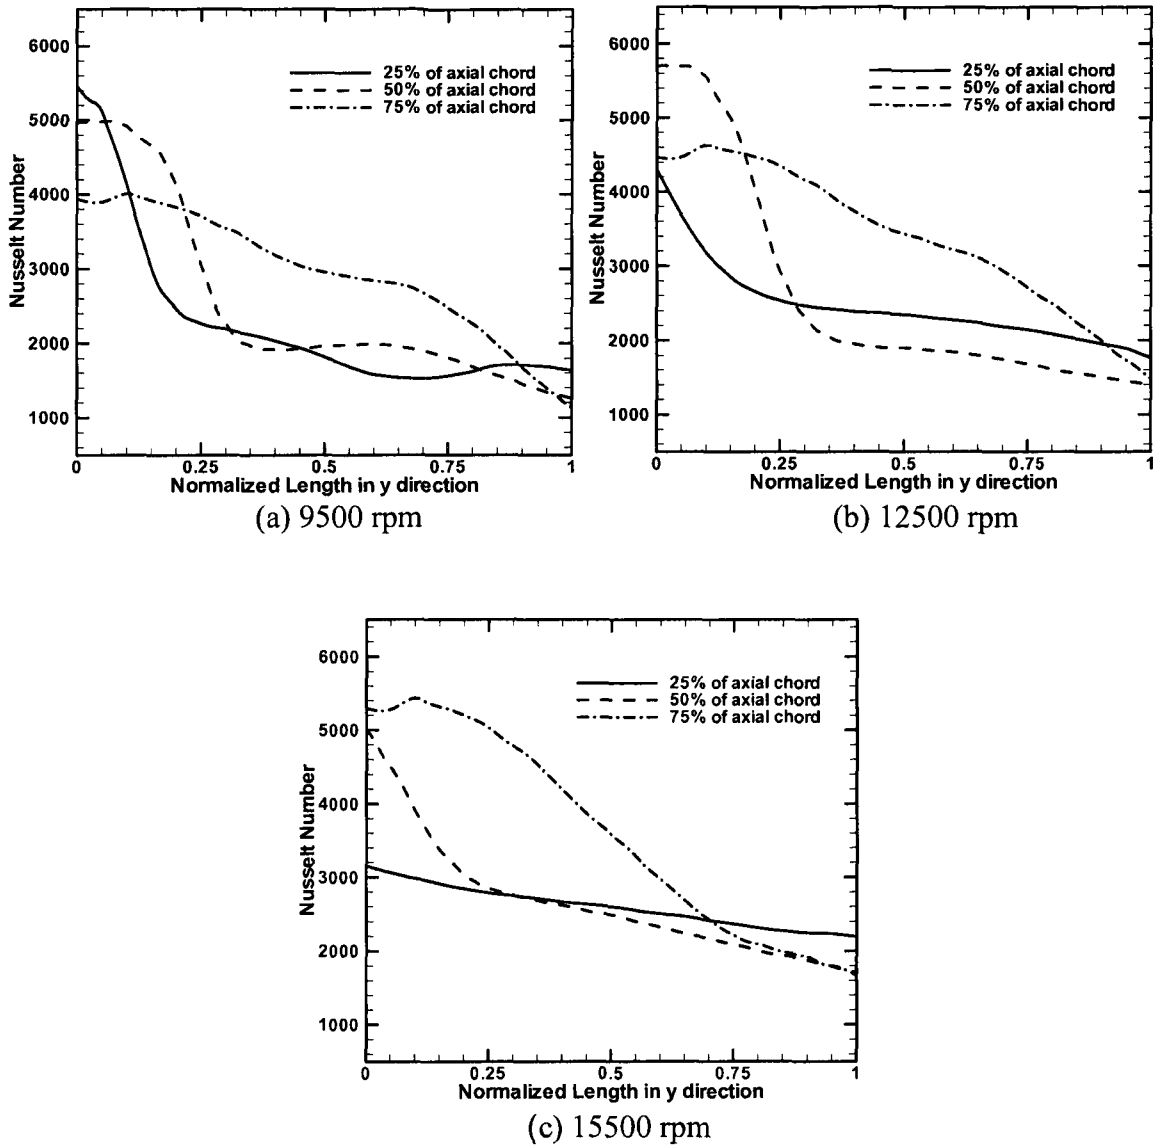 6000
5000
4000
3000
2000
1000
Nusselt Number
25% of axial chord
50% of axial chord
75% of axial chord
0 0.25 0.5 0.75 1
Normalized Length in y direction
(a) 9500 rpm
6000
5000
4000
3000
2000
1000
Nusselt Number
25% of axial chord
50% of axial chord
75% of axial chord
0 0.25 0.5 0.75 1
Normalized Length in y direction
(b) 12500 rpm
6000
5000
4000
3000
2000
1000
Nusselt Number
25% of axial chord
50% of axial chord
75% of axial chord
0 0.25 0.5 0.75 1
Normalized Length in y direction
(c) 15500 rpm